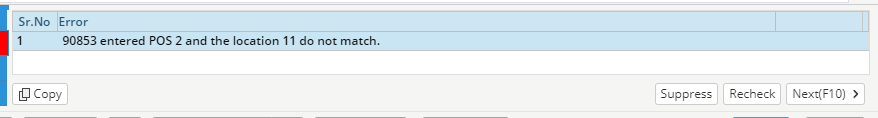 Sr.No Error
1 90853 entered POS 2 and the location 11 do not match.
Copy Suppress Recheck Next(F10)